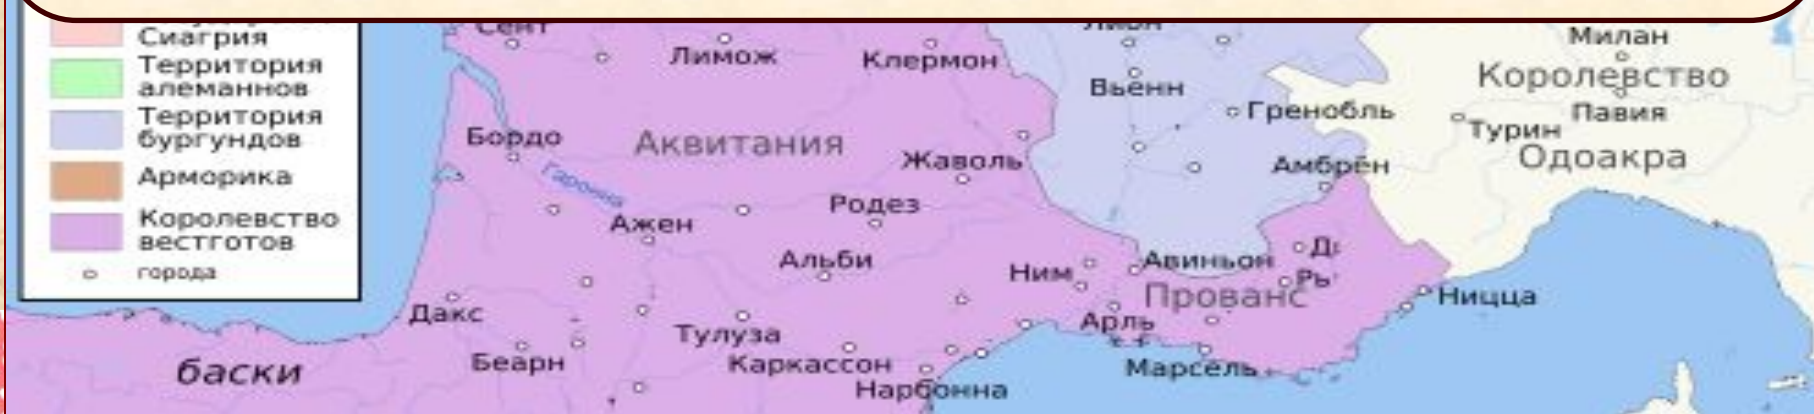 Сиагрия
Территория
алеманнов
Территория
бургундов
Арморика
Королевство
вестготов
города
Сент
Лимож
Клермон
Лион
Вьенн
Гренобль
Милан
Королевство
Павия
Турин
Одоакра
Бордо
Аквитания
Жаволь
Амбрён
Гаронна
Ажен
Родез
Альби
Ним
Авиньон
Прованс
Ницца
Дакс
Тулуза
Арль
Беарн
Каркассон
Марсель
Нарбонна
баски